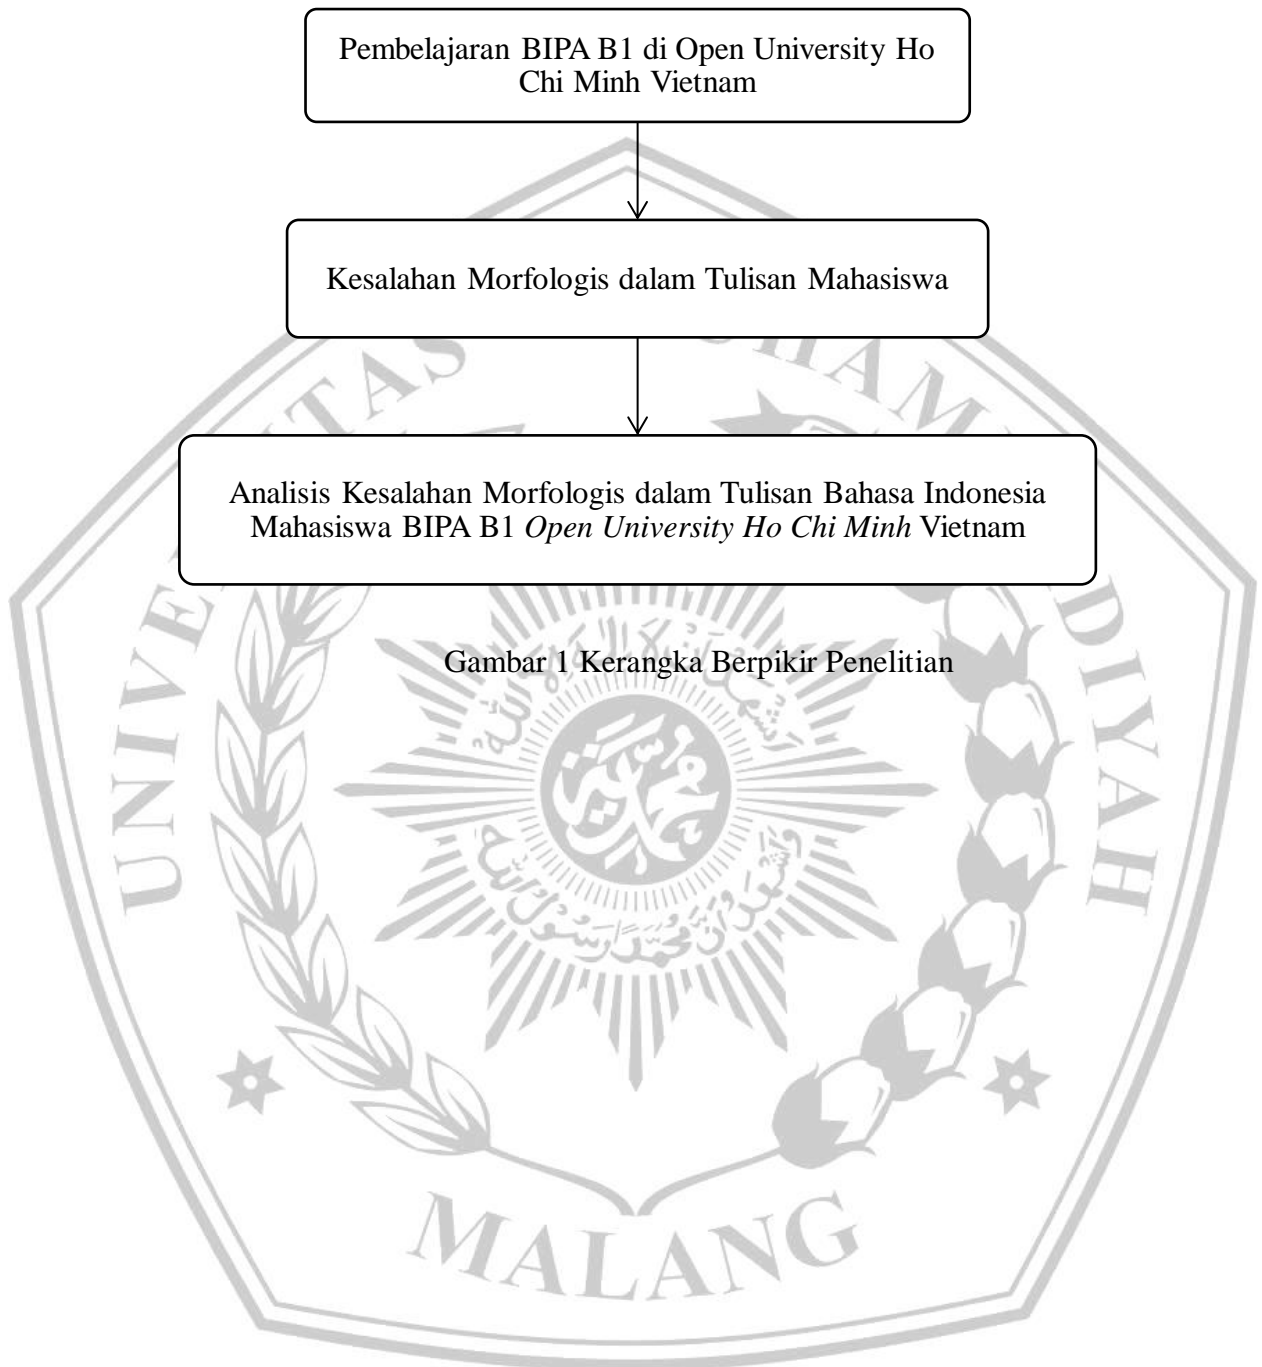 Pembelajaran BIPA B1 di Open University Ho
Chi Minh Vietnam
Kesalahan Morfologis dalam Tulisan Mahasiswa
Analisis Kesalahan Morfologis dalam Tulisan Bahasa Indonesia
Mahasiswa BIPA B1 Open University Ho Chi Minh Vietnam
Gambar 1 Kerangka Berpikir Penelitian
MALANG